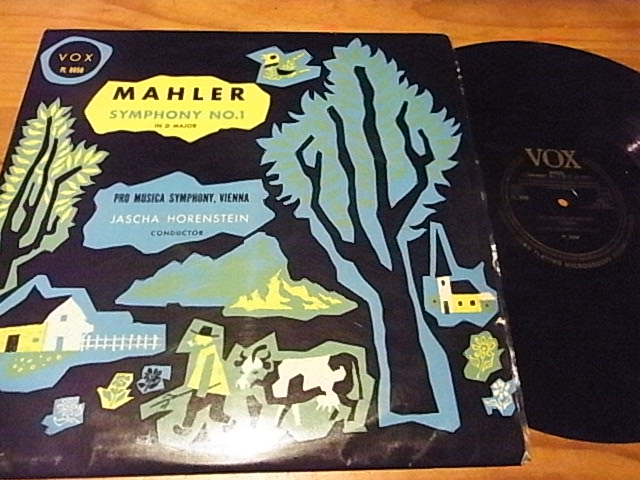 VOX
PL 8050
MAHLER
SYMPHONY NO.1
IN D MAJOR
PRO MUSICA SYMPHONY, VIENNA
JASCHA HORENSTEIN
CONDUCTOR
VOX